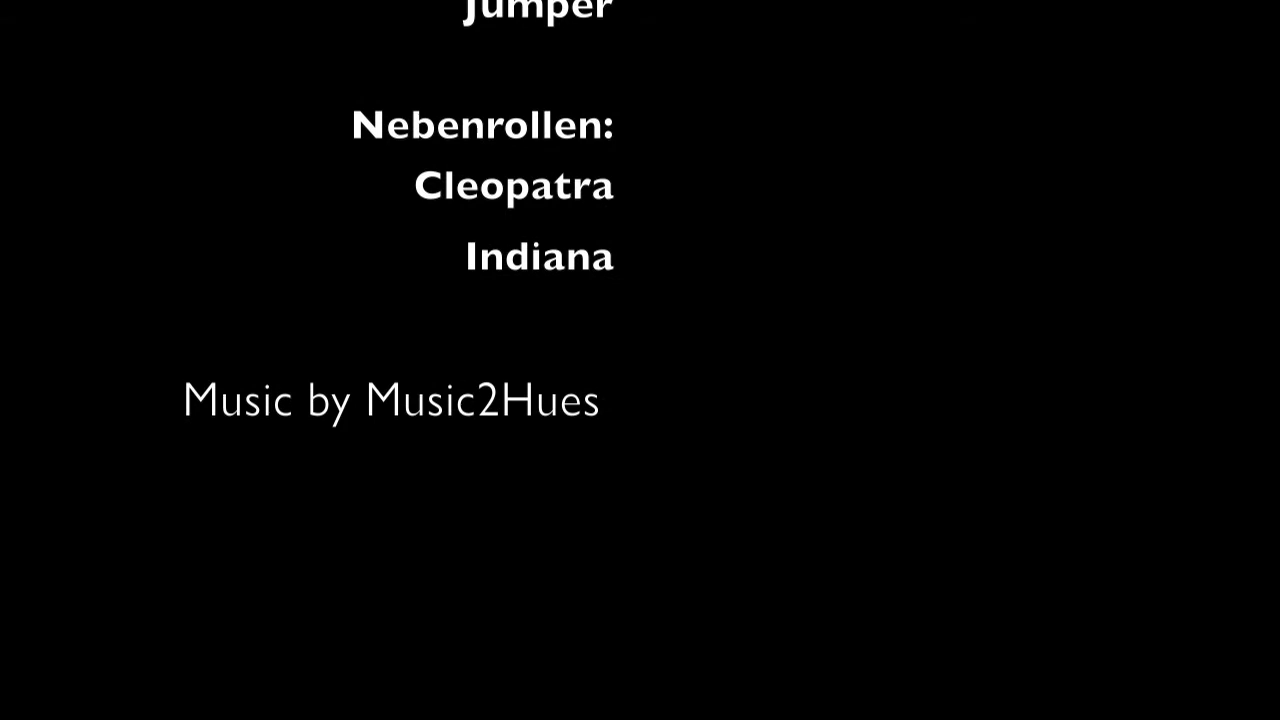 Jumper
Nebenrollen:
Cleopatra
Indiana
Music by Music2Hues